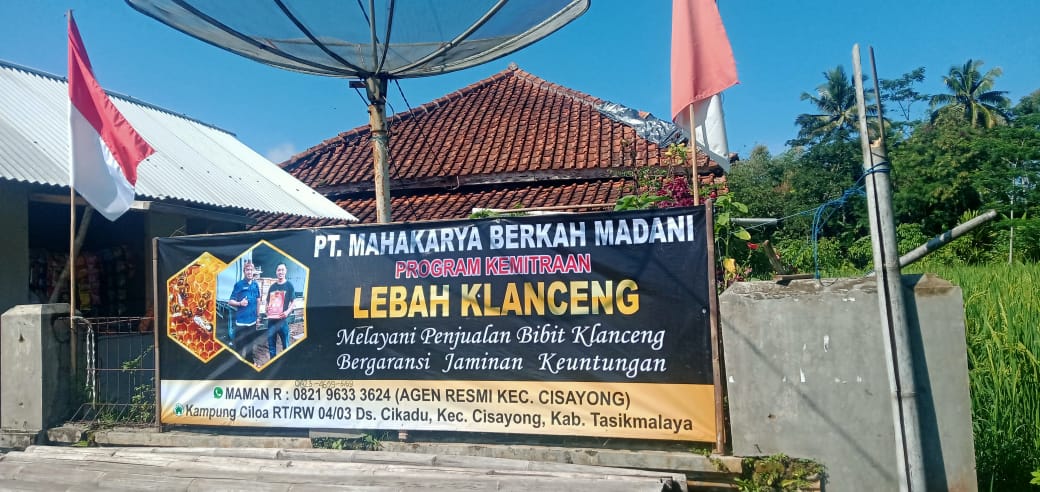 PT. MAHAKARYA BERKAH MADANI
PROGRAM KEMITRAAN
LEBAH KLANCENG
Melayani Penjualan Bibit Klanceng
Bergaransi Jaminan Keuntungan
MAMAN R : 0821 9633 3624 (AGEN RESMI KEC. CISAYONG)
Kampung Ciloa RT/RW 04/03 Ds. Cikadu, Kec. Cisayong, Kab. Tasikmalaya